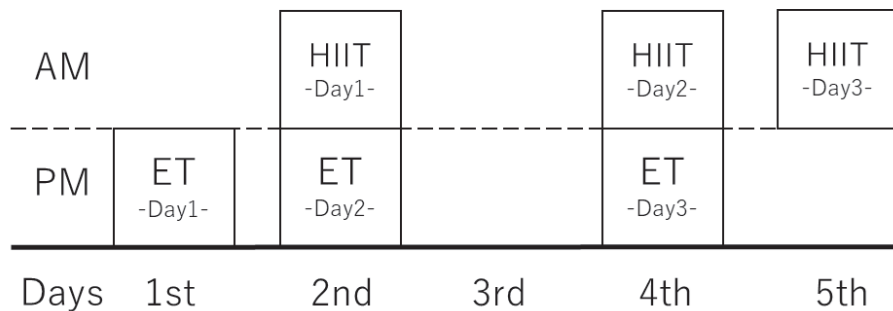 AM
HIIT
-Day1-
HIIT
-Day2-
HIIT
-Day3-
PM
ET
-Day1-
ET
-Day2-
ET
-Day3-
Days 1st 2nd 3rd 4th 5th